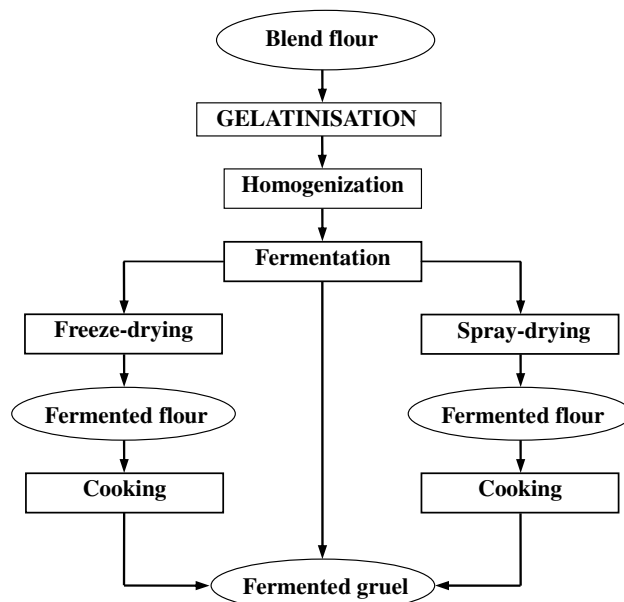 Blend flour
GELATINISATION
Homogenization
Fermentation
Freeze-drying
Spray-drying
Fermented flour
Fermented flour
Cooking
Cooking
Fermented gruel